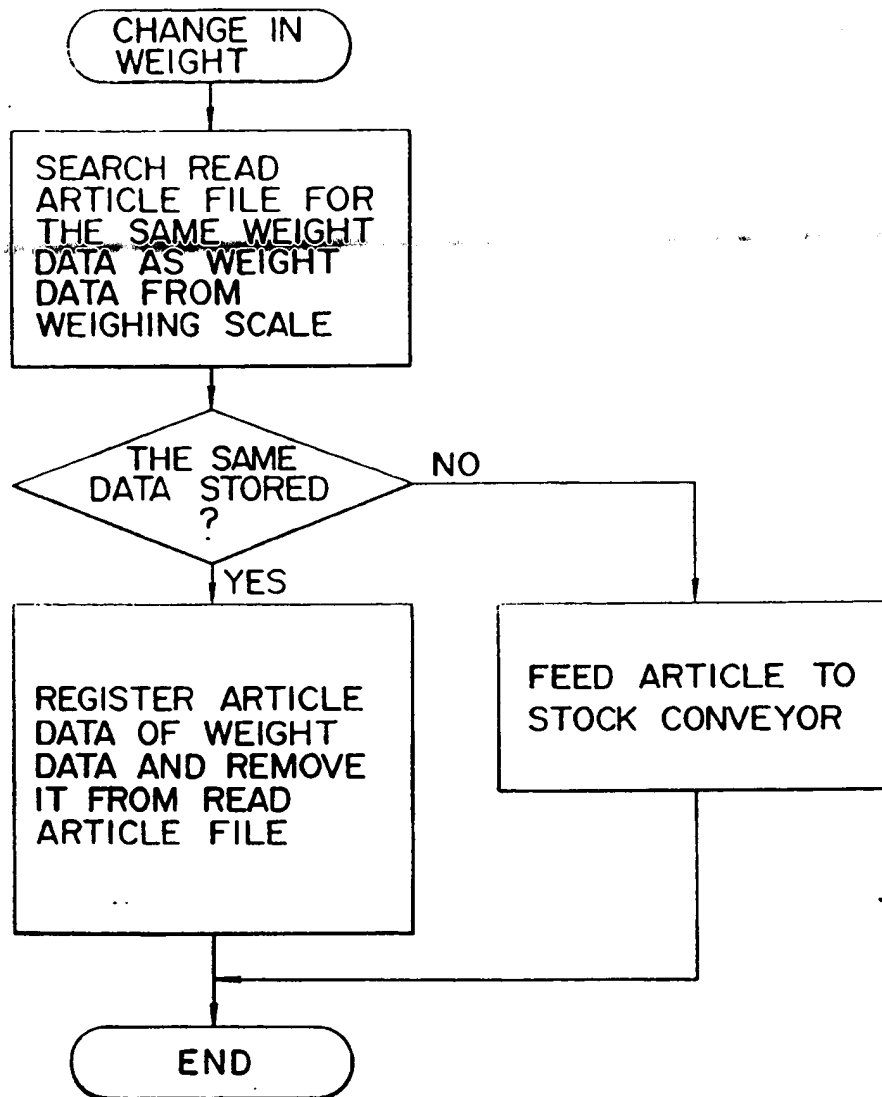 CHANGE IN
WEIGHT
SEARCH READ
ARTICLE FILE FOR
THE SAME WEIGHT
DATA AS WEIGHT
DATA FROM
WEIGHING SCALE
THE SAME
DATA STORED
?
NO
YES
REGISTER ARTICLE
DATA OF WEIGHT
DATA AND REMOVE
IT FROM READ
ARTICLE FILE
FEED ARTICLE TO
STOCK CONVEYOR
END